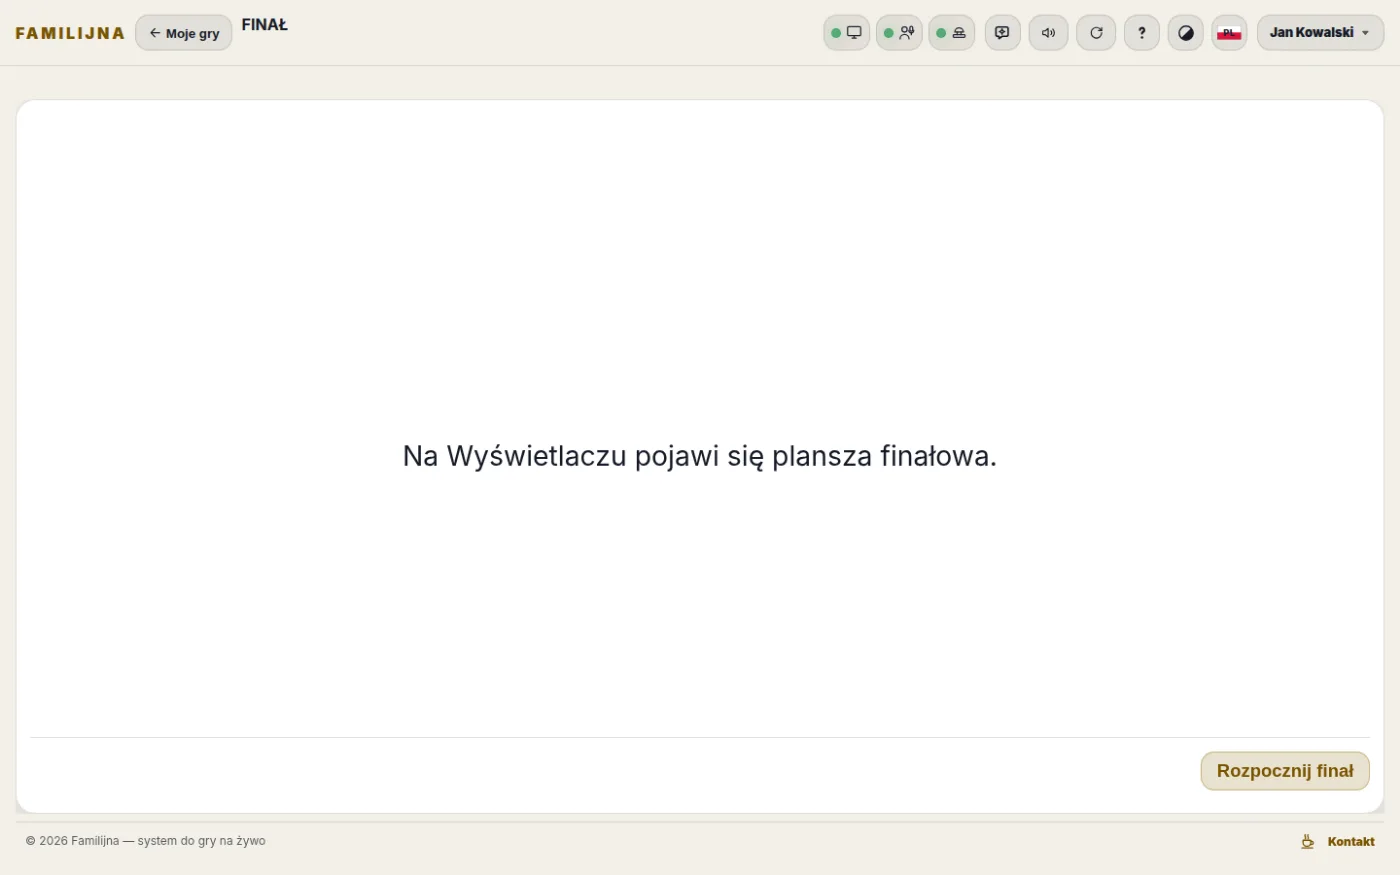 FAMILIJNA
← Moje gry
FINAŁ
?
PL
Jan Kowalski
Na Wyświetlaczu pojawi się plansza finałowa.
Rozpocznij finał
© 2026 Familijna — system do gry na żywo
Kontakt